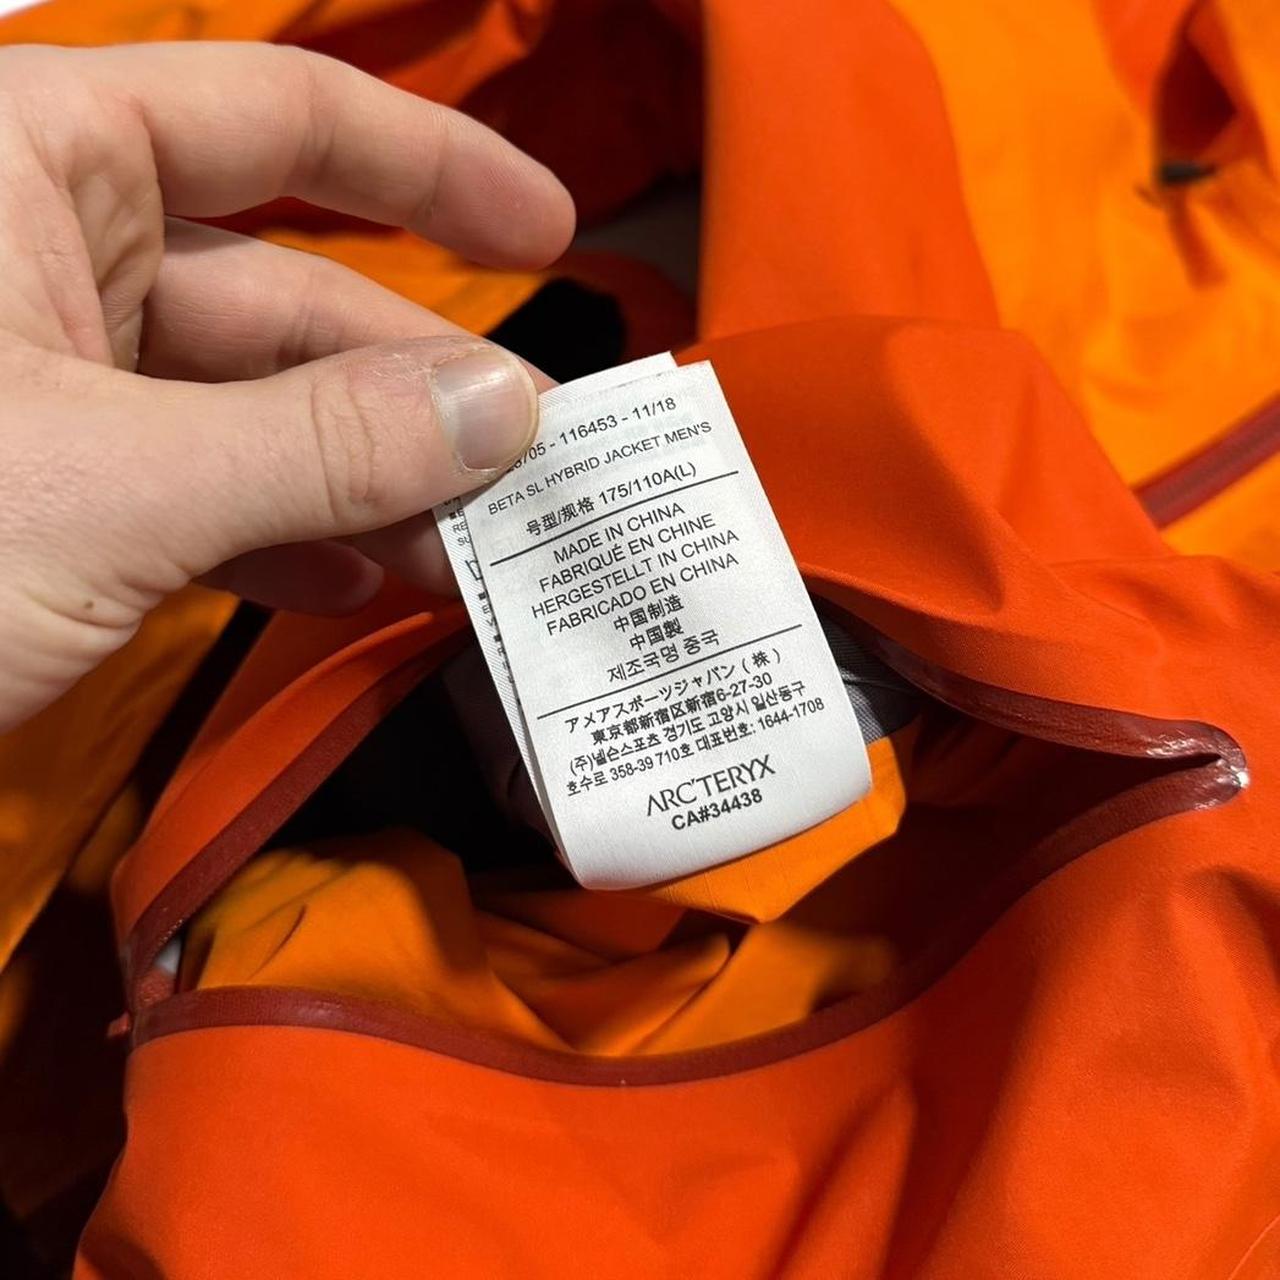 116453 - 11/18
BETA SL HYBRID JACKET MEN'S
号型/规格 175/110A(L)
MADE IN CHINA
FABRIQUÉ EN CHINE
HERGESTELLT IN CHINA
FABRICADO EN CHINA
中国制造
中国製
제조국명 중국
アメアスポーツジャパン(株)
東京都新宿区新宿6-27-30
(주)넬슨스포츠 경기도 고양시 일산동구
호수로 358-39 710호 대표번호: 1644-1708
ARC'TERYX
CA#34438